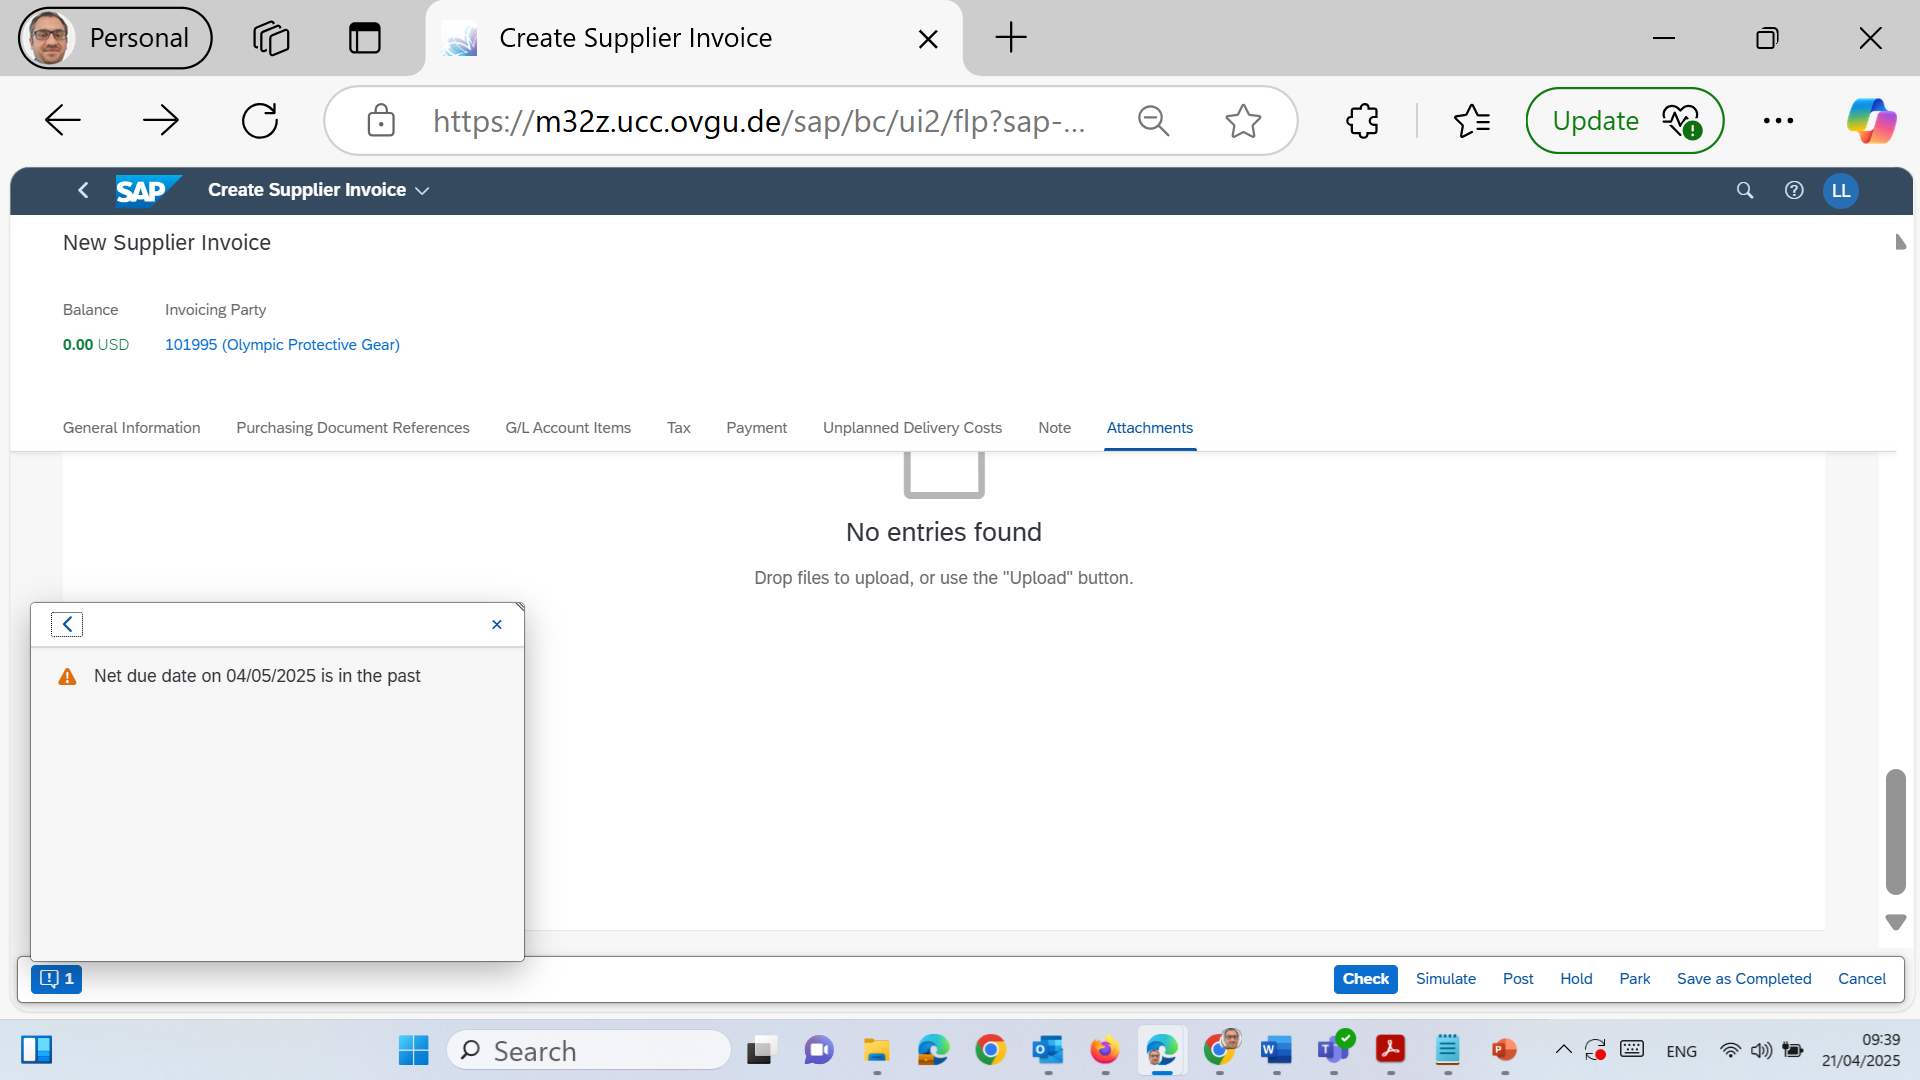 Personal
Create Supplier Invoice
https://m32z.ucc.ovgu.de/sap/bc/ui2/flp?sap-...
Update
SAP
Create Supplier Invoice
LL
New Supplier Invoice
Balance
Invoicing Party
0.00 USD
101995 (Olympic Protective Gear)
General Information
Purchasing Document References
G/L Account Items
Tax
Payment
Unplanned Delivery Costs
Note
Attachments
No entries found
Drop files to upload, or use the "Upload" button.
Net due date on 04/05/2025 is in the past
1
Check
Simulate
Post
Hold
Park
Save as Completed
Cancel
Search
ENG
09:39
21/04/2025